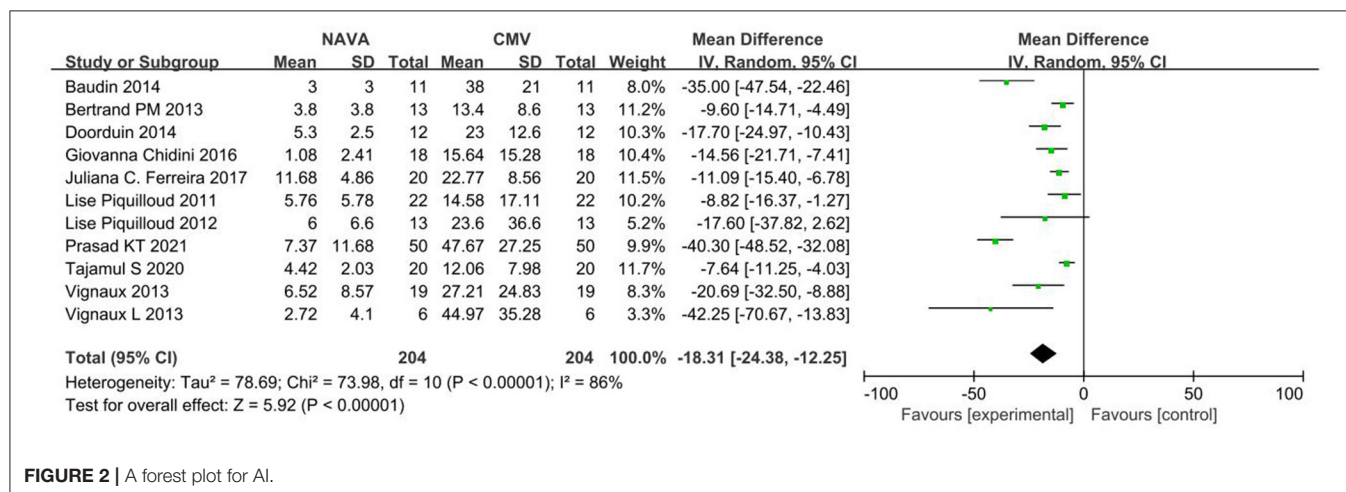 NAVA CMV Mean Difference Mean Difference
Study or Subgroup Mean SD Total Mean SD Total Weight IV, Random, 95% CI IV, Random, 95% CI
Baudin 2014 3 3 11 38 21 11 8.0% -35.00 [-47.54, -22.46]
Bertrand PM 2013 3.8 3.8 13 13.4 8.6 13 11.2% -9.60 [-14.71, -4.49]
Doorduin 2014 5.3 2.5 12 23 12.6 12 10.3% -17.70 [-24.97, -10.43]
Giovanna Chidini 2016 1.08 2.41 18 15.64 15.28 18 10.4% -14.56 [-21.71, -7.41]
Juliana C. Ferreira 2017 11.68 4.86 20 22.77 8.56 20 11.5% -11.09 [-15.40, -6.78]
Lise Piquilloud 2011 5.76 5.78 22 14.58 17.11 22 10.2% -8.82 [-16.37, -1.27]
Lise Piquilloud 2012 6 6.6 13 23.6 36.6 13 5.2% -17.60 [-37.82, 2.62]
Prasad KT 2021 7.37 11.68 50 47.67 27.25 50 9.9% -40.30 [-48.52, -32.08]
Tajamul S 2020 4.42 2.03 20 12.06 7.98 20 11.7% -7.64 [-11.25, -4.03]
Vignaux 2013 6.52 8.57 19 27.21 24.83 19 8.3% -20.69 [-32.50, -8.88]
Vignaux L 2013 2.72 4.1 6 44.97 35.28 6 3.3% -42.25 [-70.67, -13.83]
Total (95% CI) 204 204 100.0% -18.31 [-24.38, -12.25]
Heterogeneity: Tau² = 78.69; Chi² = 73.98, df = 10 (P < 0.00001); I² = 86%
Test for overall effect: Z = 5.92 (P < 0.00001)
-100 -50 0 50 100
Favours [experimental] Favours [control]
FIGURE 2 | A forest plot for AI.